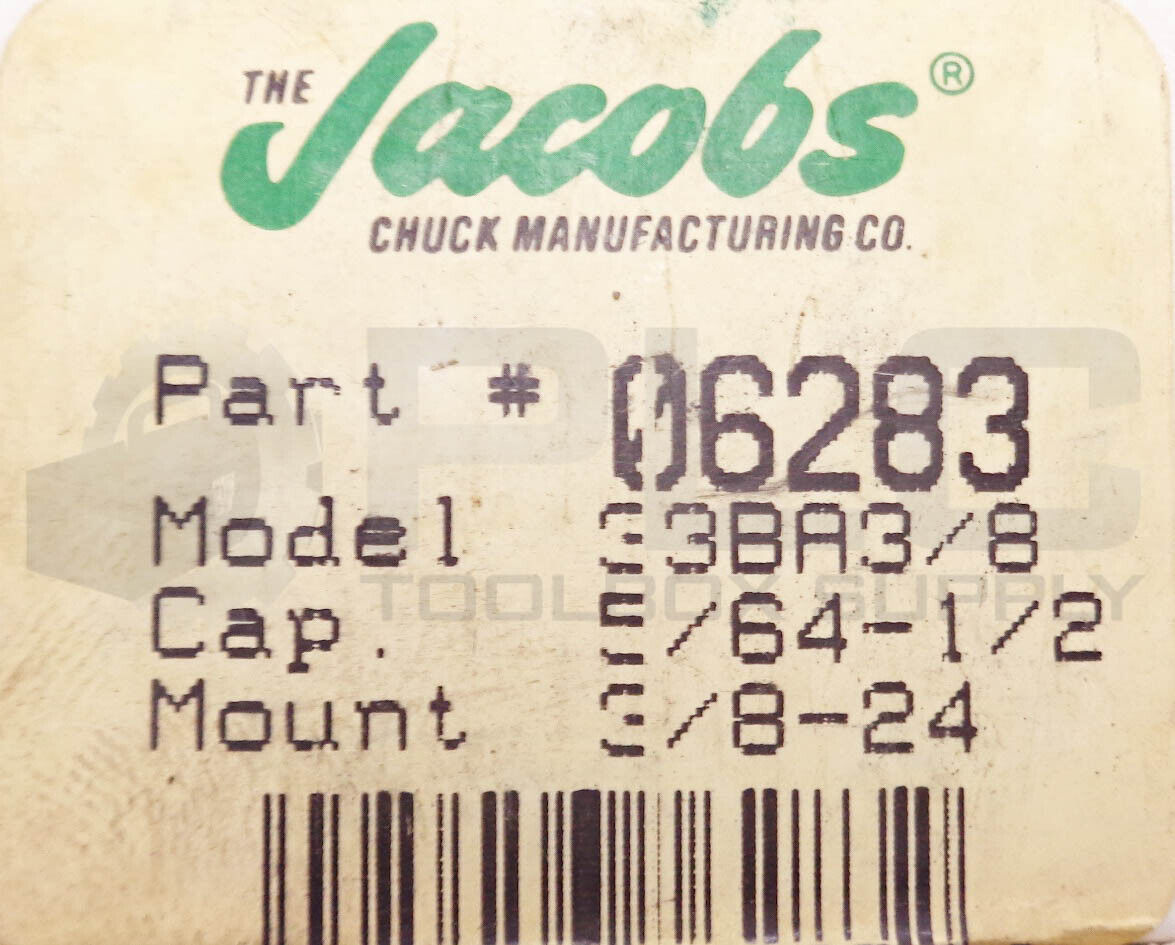 THE Jacobs®
CHUCK MANUFACTURING CO.
Part # 06283
Model 33BA3/8
Cap. 5/64-1/2
Mount 3/8-24
PLC
TOOLBOX SUPPLY